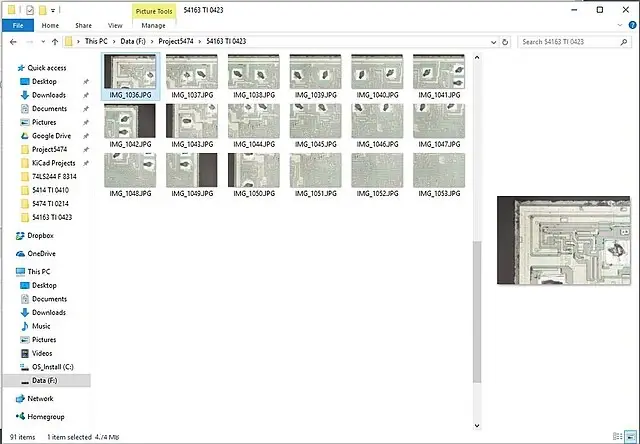 Picture Tools
54163 TI 0423
File
Home
Share
View
Manage
This PC
Data (F:)
Project5474
54163 TI 0423
Search 54163 TI 0423
Quick access
Desktop
Downloads
Documents
Pictures
Google Drive
Project5474
KiCad Projects
74LS244 F 8314
5414 TI 0410
5474 TI 0214
54163 TI 0423
Dropbox
OneDrive
This PC
Desktop
Documents
Downloads
Music
Pictures
Videos
OS_Install (C:)
Data (F:)
Network
Homegroup
IMG_1036.JPG
IMG_1037.JPG
IMG_1038.JPG
IMG_1039.JPG
IMG_1040.JPG
IMG_1041.JPG
IMG_1042.JPG
IMG_1043.JPG
IMG_1044.JPG
IMG_1045.JPG
IMG_1046.JPG
IMG_1047.JPG
IMG_1048.JPG
IMG_1049.JPG
IMG_1050.JPG
IMG_1051.JPG
IMG_1052.JPG
IMG_1053.JPG
91 items
1 item selected 4.74 MB